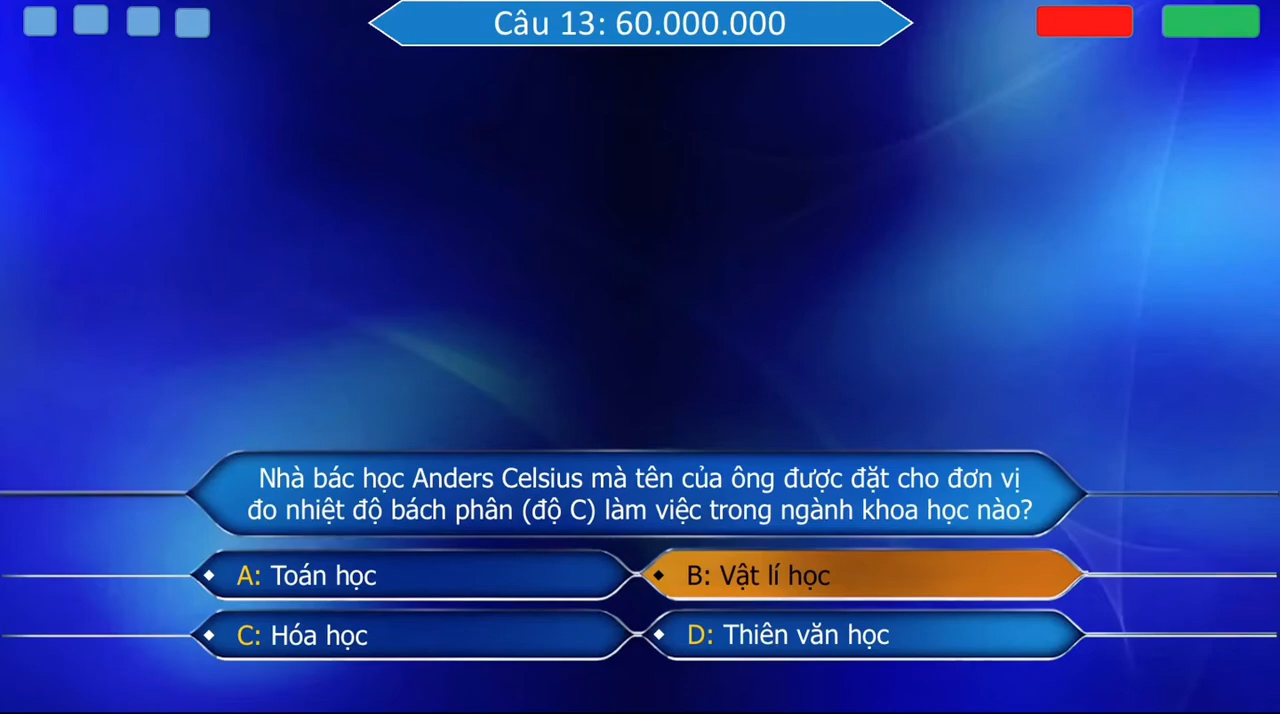 Câu 13: 60.000.000
Nhà bác học Anders Celsius mà tên của ông được đặt cho đơn vị
đo nhiệt độ bách phân (độ C) làm việc trong ngành khoa học nào?
A: Toán học
B: Vật lí học
C: Hóa học
D: Thiên văn học